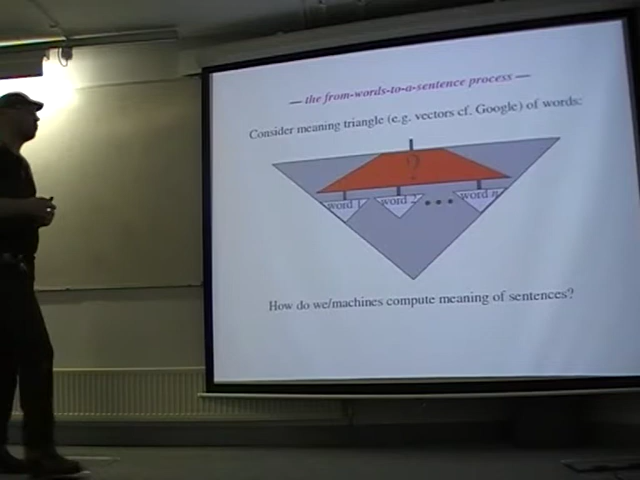 — the from-words-to-a-sentence process —
Consider meaning triangle (e.g. vectors cf. Google) of words:
?
word 1 word 2 • • • word n
How do we/machines compute meaning of sentences?